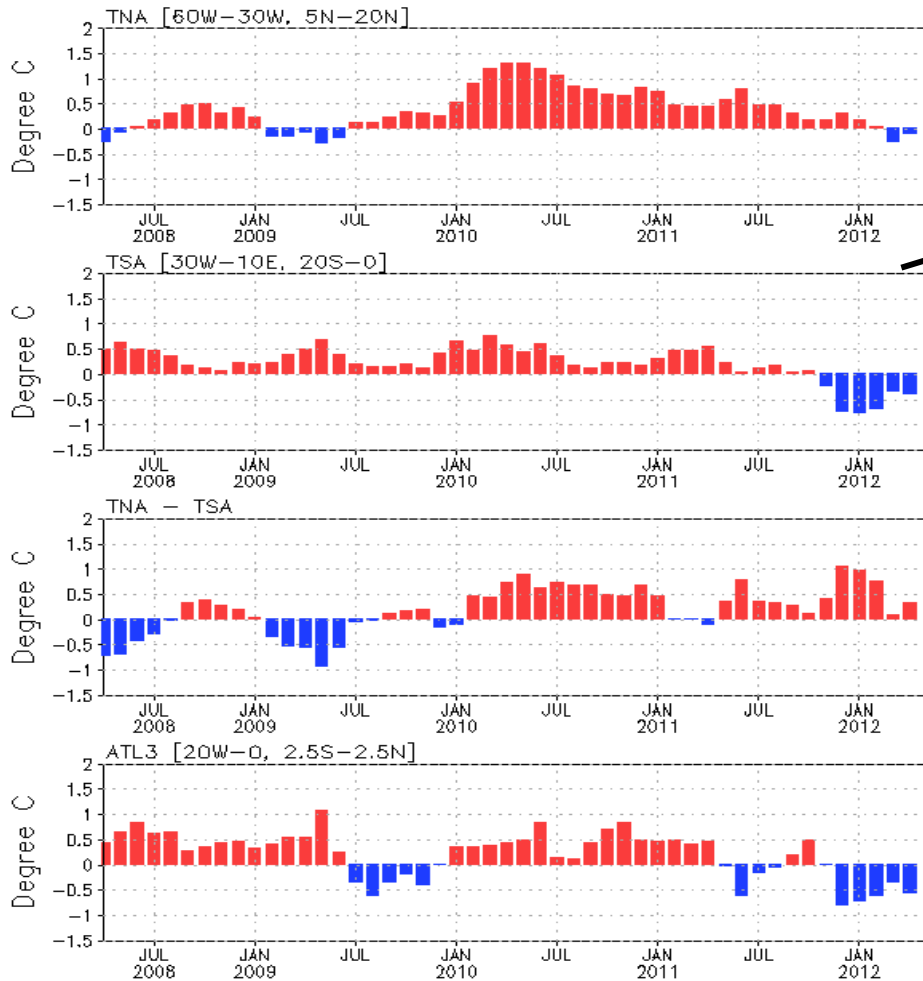 TNA [60W-30W, 5N-20N]
Degree C
2
1.5
1
0.5
0
-0.5
-1
-1.5
JUL JAN JUL JAN JUL JAN JUL JAN
2008 2009 2010 2011 2012
TSA [30W-10E, 20S-0]
Degree C
2
1.5
1
0.5
0
-0.5
-1
-1.5
JUL JAN JUL JAN JUL JAN JUL JAN
2008 2009 2010 2011 2012
TNA - TSA
Degree C
2
1.5
1
0.5
0
-0.5
-1
-1.5
JUL JAN JUL JAN JUL JAN JUL JAN
2008 2009 2010 2011 2012
ATL3 [20W-0, 2.5S-2.5N]
Degree C
2
1.5
1
0.5
0
-0.5
-1
-1.5
JUL JAN JUL JAN JUL JAN JUL JAN
2008 2009 2010 2011 2012